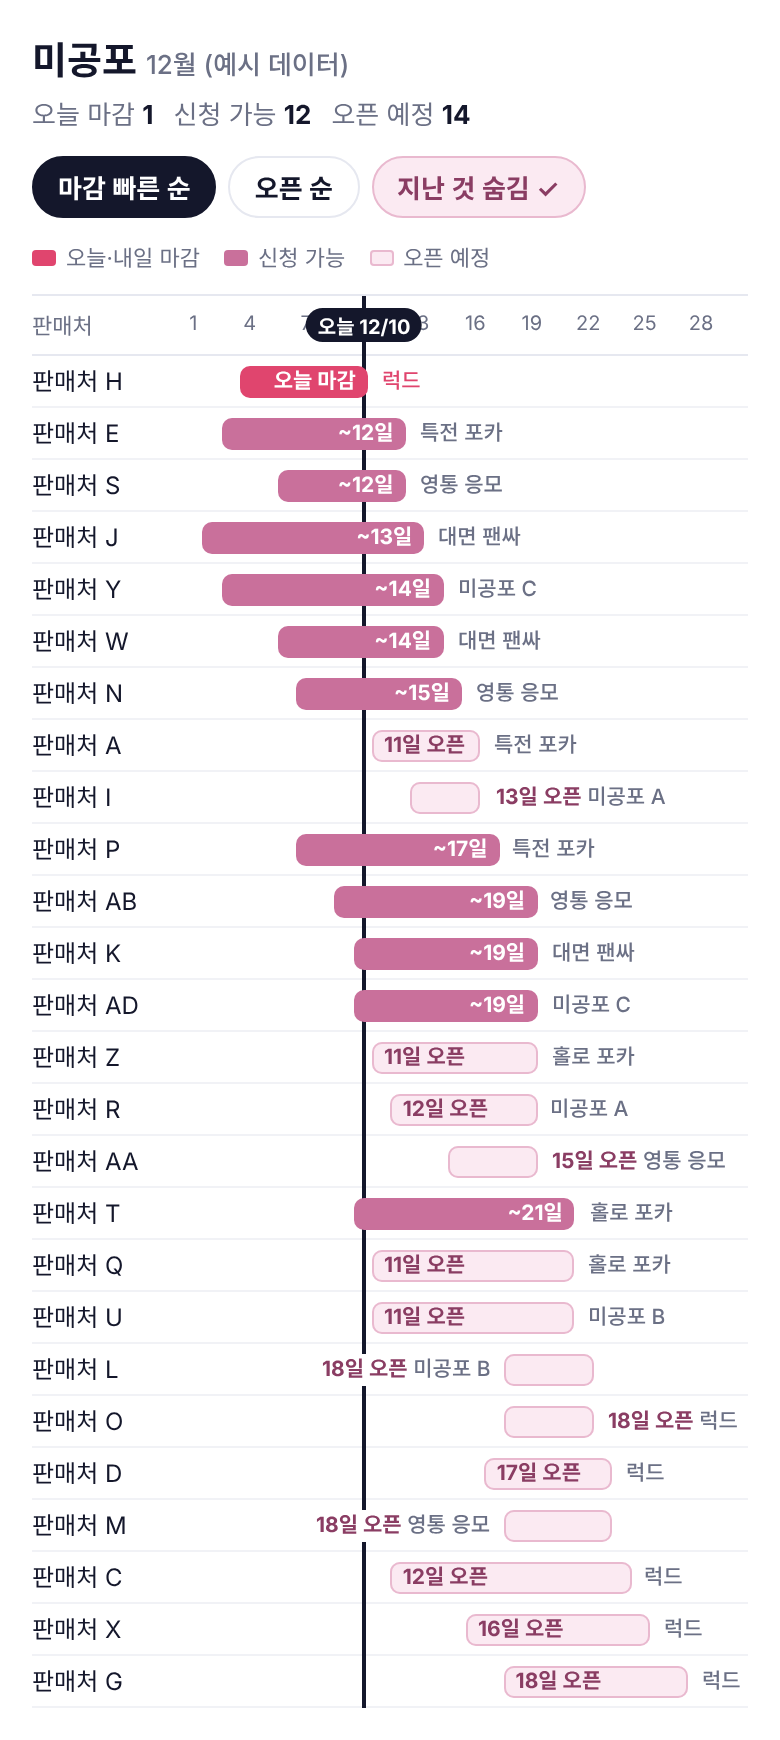 미공포 12월 (예시 데이터)
오늘 마감 1 신청 가능 12 오픈 예정 14
마감 빠른 순 오픈 순 지난 것 숨김 ✓
오늘·내일 마감 신청 가능 오픈 예정
판매처 1 4 7 오늘 12/10 3 16 19 22 25 28
판매처 H 오늘 마감 럭드
판매처 E ~12일 특전 포카
판매처 S ~12일 영통 응모
판매처 J ~13일 대면 팬싸
판매처 Y ~14일 미공포 C
판매처 W ~14일 대면 팬싸
판매처 N ~15일 영통 응모
판매처 A 11일 오픈 특전 포카
판매처 I 13일 오픈 미공포 A
판매처 P ~17일 특전 포카
판매처 AB ~19일 영통 응모
판매처 K ~19일 대면 팬싸
판매처 AD ~19일 미공포 C
판매처 Z 11일 오픈 홀로 포카
판매처 R 12일 오픈 미공포 A
판매처 AA 15일 오픈 영통 응모
판매처 T ~21일 홀로 포카
판매처 Q 11일 오픈 홀로 포카
판매처 U 11일 오픈 미공포 B
판매처 L 18일 오픈 미공포 B
판매처 O 18일 오픈 럭드
판매처 D 17일 오픈 럭드
판매처 M 18일 오픈 영통 응모
판매처 C 12일 오픈 럭드
판매처 X 16일 오픈 럭드
판매처 G 18일 오픈 럭드